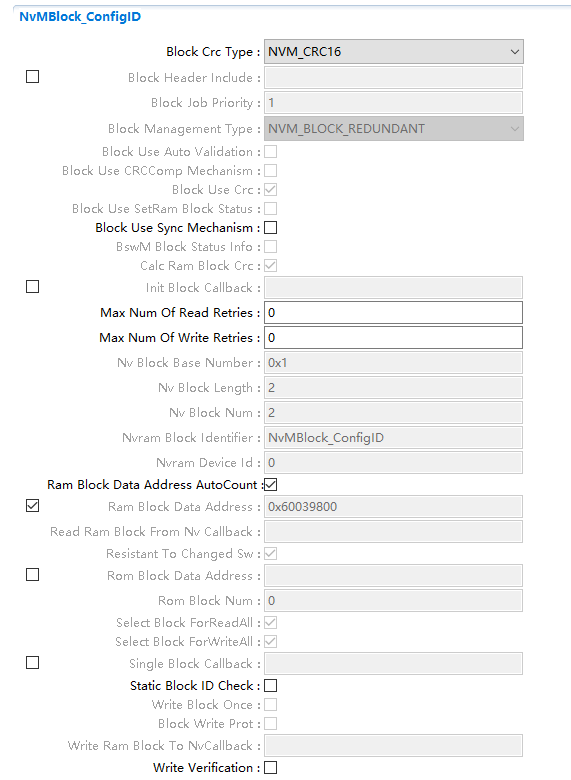 NvMBlock_ConfigID
Block Crc Type : NVM_CRC16
Block Header Include :
Block Job Priority : 1
Block Management Type : NVM_BLOCK_REDUNDANT
Block Use Auto Validation :
Block Use CRCComp Mechanism :
Block Use Crc :
Block Use SetRam Block Status :
Block Use Sync Mechanism :
BswM Block Status Info :
Calc Ram Block Crc :
Init Block Callback :
Max Num Of Read Retries : 0
Max Num Of Write Retries : 0
Nv Block Base Number : 0x1
Nv Block Length : 2
Nv Block Num : 2
Nvram Block Identifier : NvMBlock_ConfigID
Nvram Device Id : 0
Ram Block Data Address AutoCount :
Ram Block Data Address : 0x60039800
Read Ram Block From Nv Callback :
Resistant To Changed Sw :
Rom Block Data Address :
Rom Block Num : 0
Select Block ForReadAll :
Select Block ForWriteAll :
Single Block Callback :
Static Block ID Check :
Write Block Once :
Block Write Prot :
Write Ram Block To NvCallback :
Write Verification :